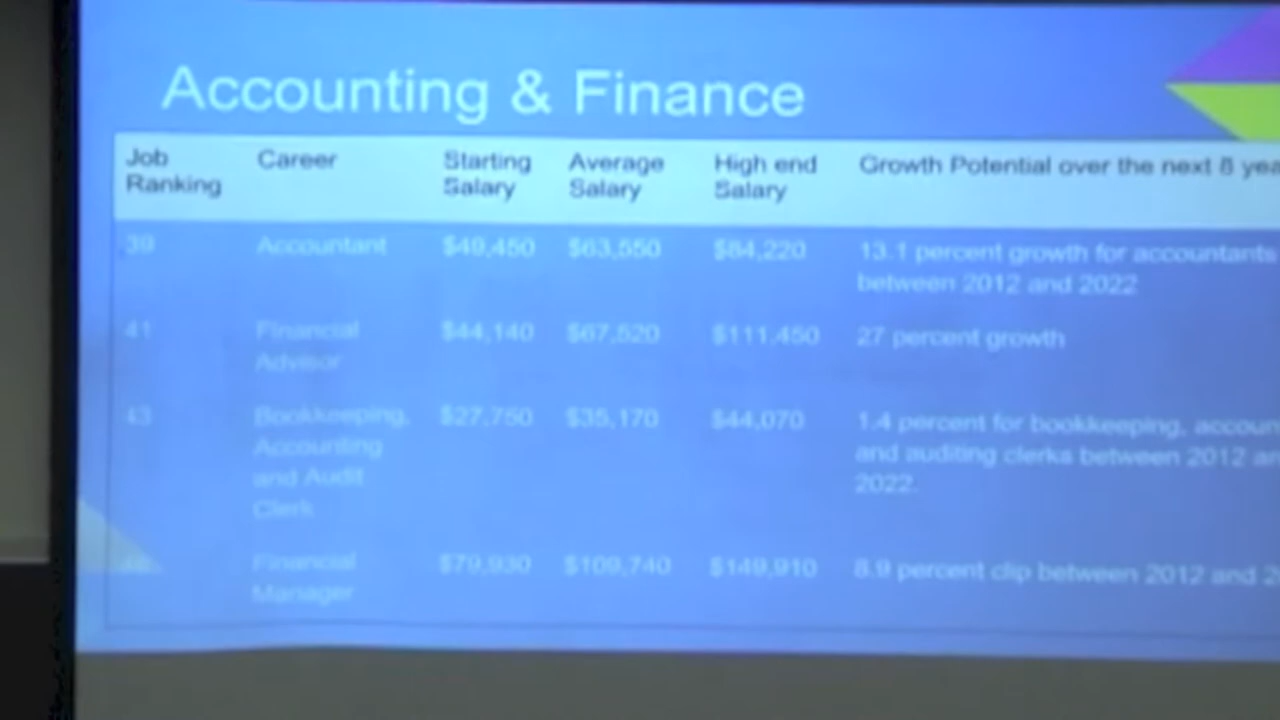 Accounting & Finance
Job Ranking Career Starting Salary Average Salary High end Salary Growth Potential over the next 8
39 Accountant $49,450 $63,550 $84,220 13.1 percent growth for accountants
between 2012 and 2022
41 Financial Advisor $44,140 $67,520 $111,450 27 percent growth
43 Bookkeeping, Accounting and Audit Clerk $27,750 $35,170 $44,070 1.4 percent for bookkeeping,
and auditing clerks between 2012
2022.
Financial Manager $79,930 $109,740 $149,910 8.9 percent clip between 2012 and